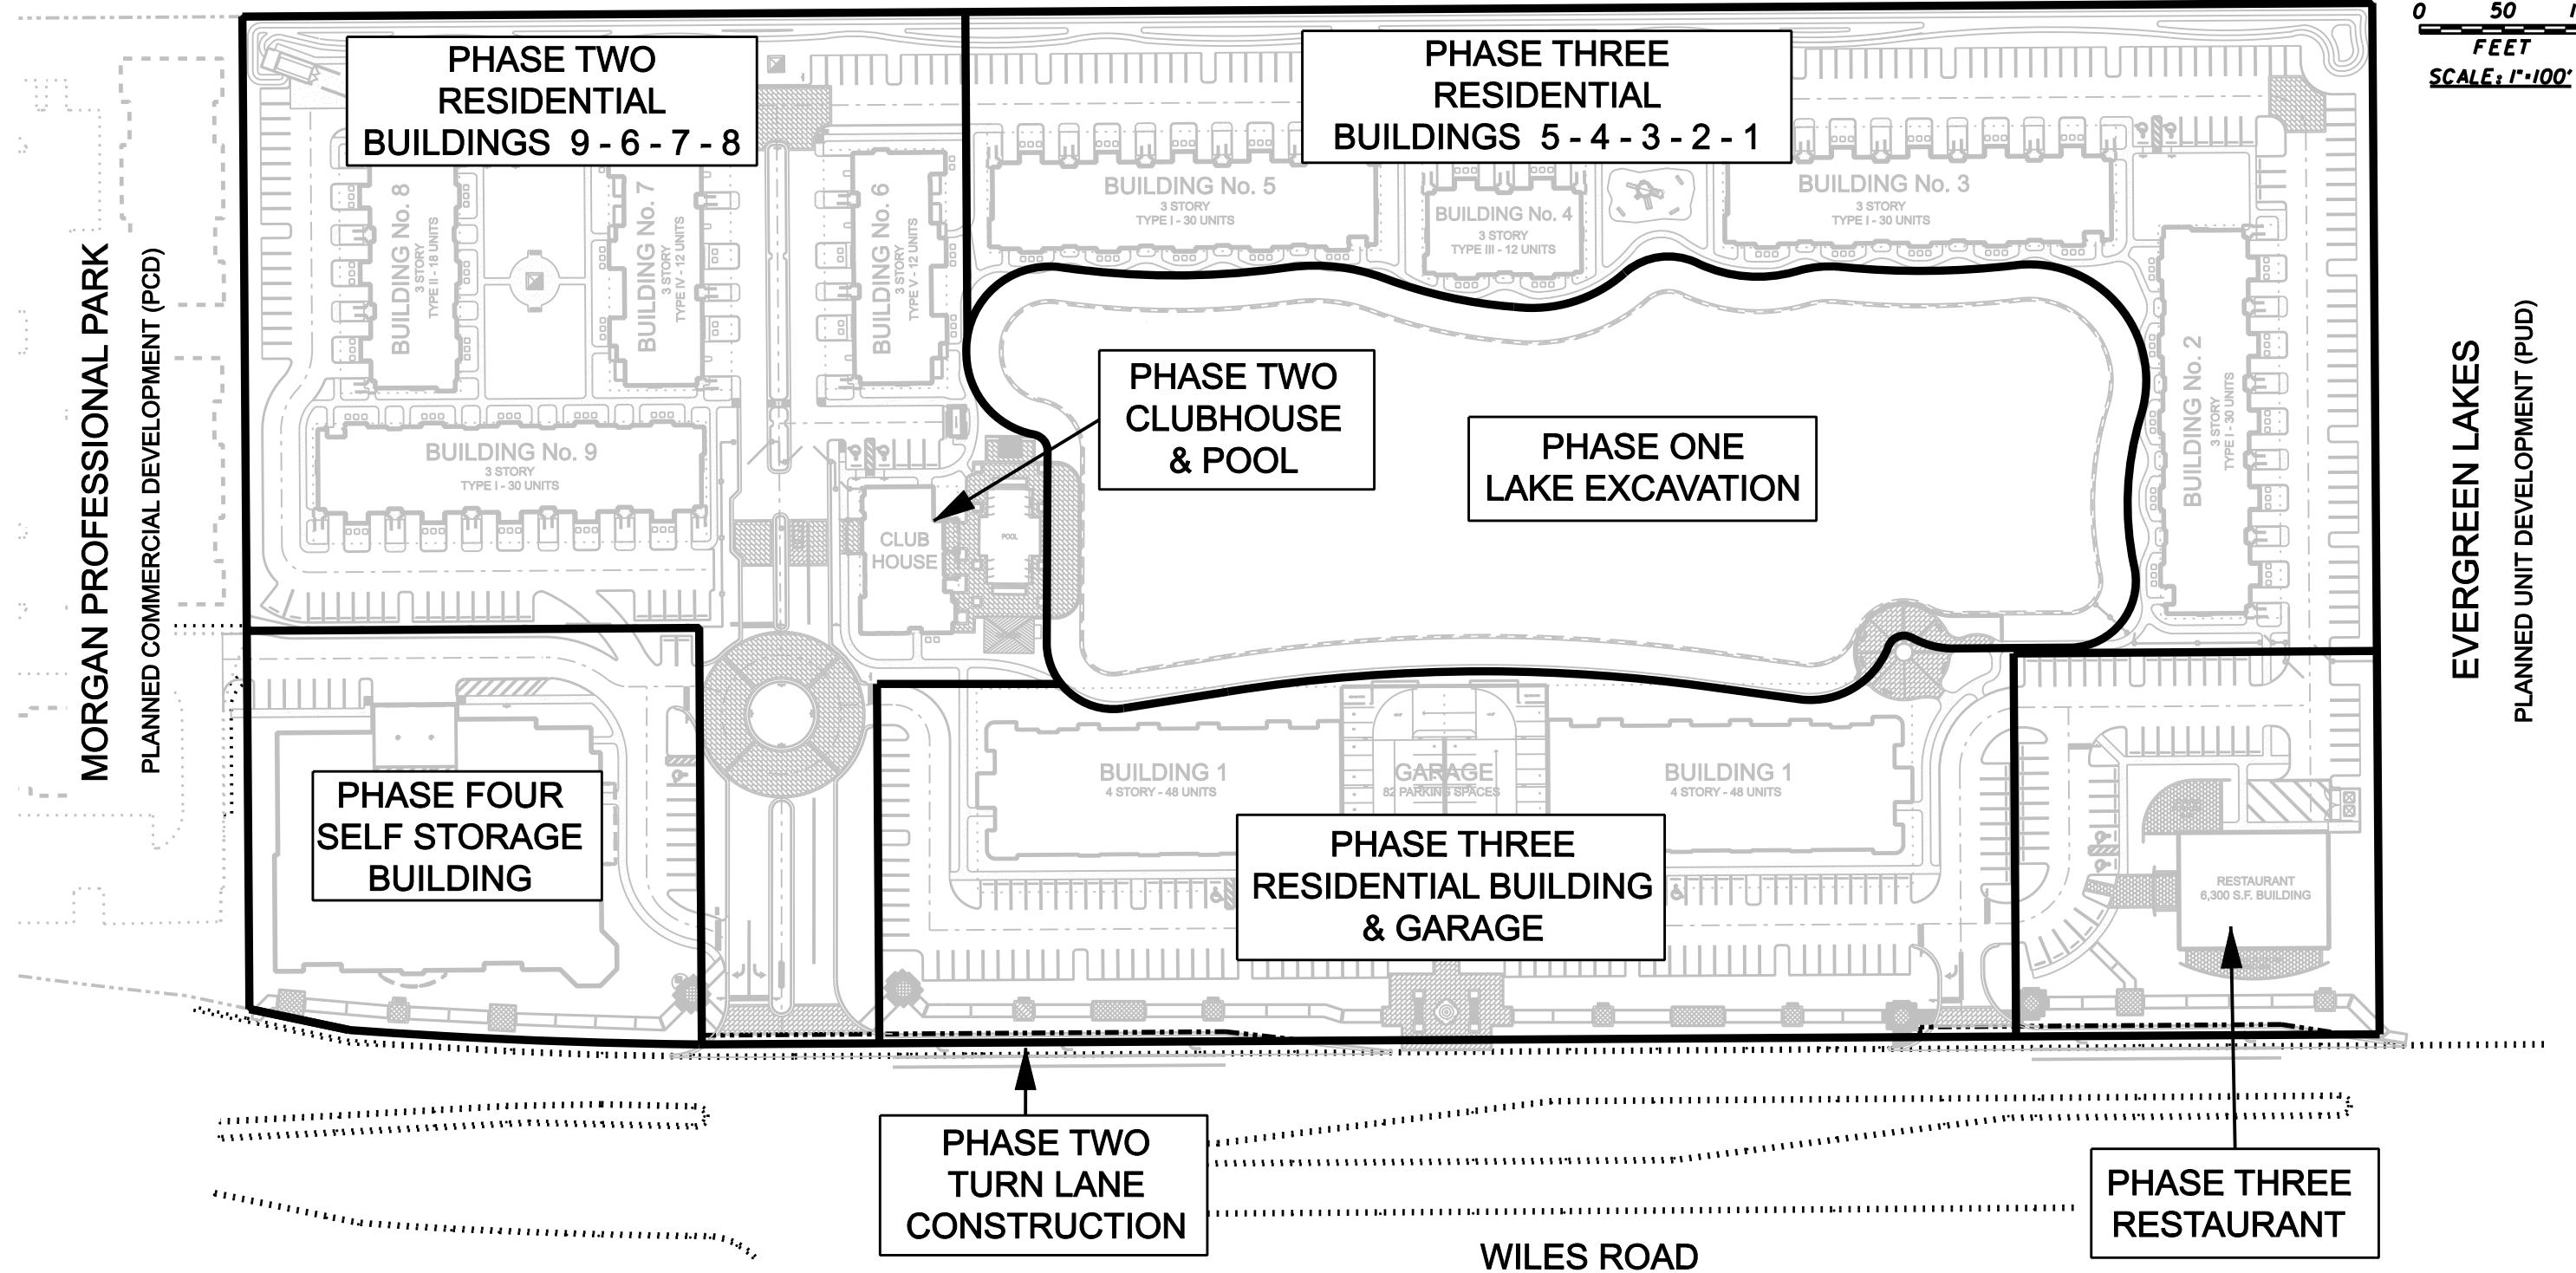 0 50
FEET
SCALE: 1"=100'
PHASE TWO
RESIDENTIAL
BUILDINGS 9 - 6 - 7 - 8
PHASE THREE
RESIDENTIAL
BUILDINGS 5 - 4 - 3 - 2 - 1
MORGAN PROFESSIONAL PARK
PLANNED COMMERCIAL DEVELOPMENT (PCD)
BUILDING No. 8
3 STORY
TYPE II - 18 UNITS
BUILDING No. 7
3 STORY
TYPE IV - 12 UNITS
BUILDING No. 6
3 STORY
TYPE V - 12 UNITS
BUILDING No. 5
3 STORY
TYPE I - 30 UNITS
BUILDING No. 4
3 STORY
TYPE III - 12 UNITS
BUILDING No. 3
3 STORY
TYPE I - 30 UNITS
BUILDING No. 2
3 STORY
TYPE I - 30 UNITS
EVERGREEN LAKES
PLANNED UNIT DEVELOPMENT (PUD)
PHASE TWO
CLUBHOUSE
& POOL
PHASE ONE
LAKE EXCAVATION
BUILDING No. 9
3 STORY
TYPE I - 30 UNITS
CLUB
HOUSE
POOL
PHASE FOUR
SELF STORAGE
BUILDING
BUILDING 1
4 STORY - 48 UNITS
GARAGE
82 PARKING SPACES
BUILDING 1
4 STORY - 48 UNITS
PHASE THREE
RESIDENTIAL BUILDING
& GARAGE
RESTAURANT
6,300 S.F. BUILDING
PHASE TWO
TURN LANE
CONSTRUCTION
PHASE THREE
RESTAURANT
WILES ROAD